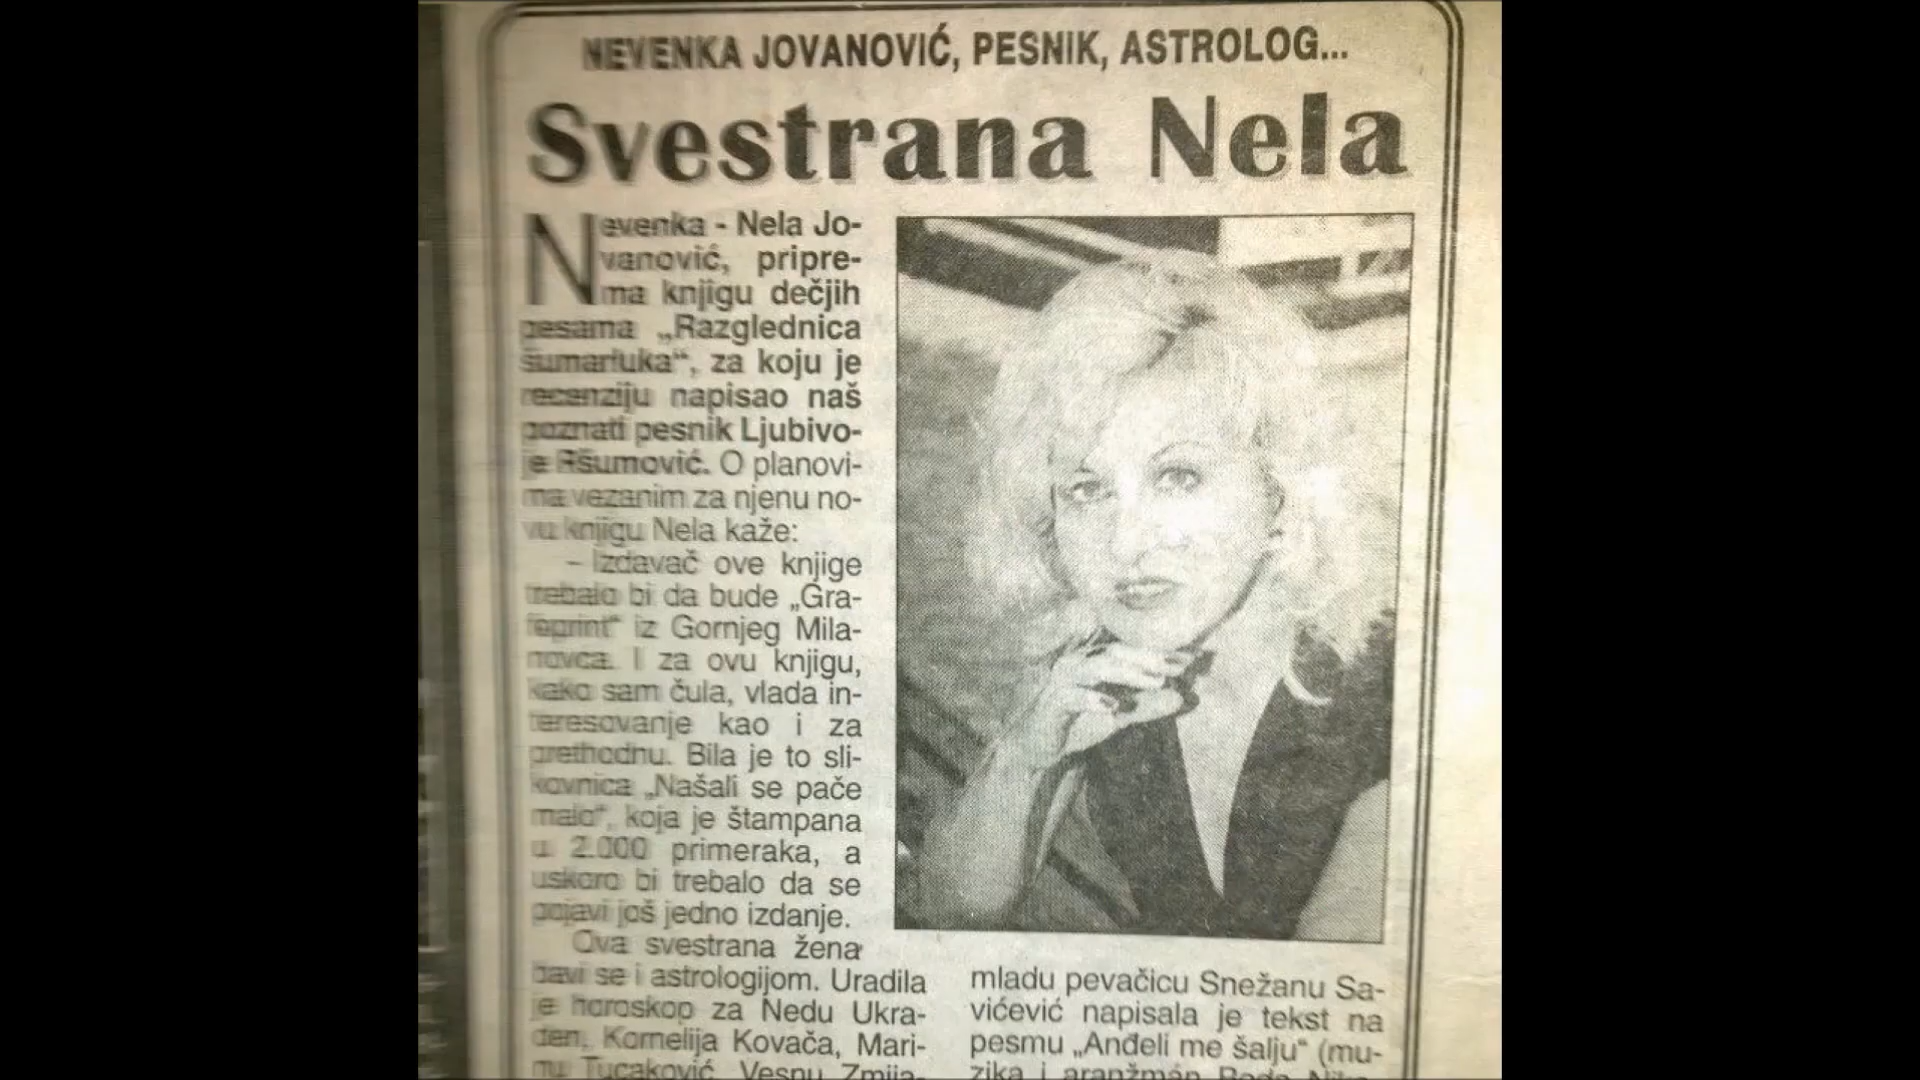 NEVENKA JOVANOVIĆ, PESNIK, ASTROLOG...
Svestrana Nela
Nevenka - Nela Jo-
vanović, pripre-
ma knjigu dečjih
pesama „Razglednica
šumarluka“, za koju je
recenziju napisao naš
poznati pesnik Ljubivo-
je Ršumović. O planovi-
ma vezanim za njenu no-
vu knjigu Nela kaže:
- Izdavač ove knjige
trebalo bi da bude „Gra-
feprint“ iz Gornjeg Mila-
novca. I za ovu knjigu,
kako sam čula, vlada in-
teresovanje kao i za
prethodnu. Bila je to sli-
kovnica „Našali se pače
malo“, koja je štampana
u 2.000 primeraka, a
uskoro bi trebalo da se
pojavi još jedno izdanje.
Ova svestrana žena
bavi se i astrologijom. Uradila
je horoskop za Nedu Ukra-
den, Kornelija Kovača, Mari-
nu Tucaković, Vesnu Zmija-
mladu pevačicu Snežanu Sa-
vićević napisala je tekst na
pesmu „Anđeli me šalju“ (mu-
zika i aranžman